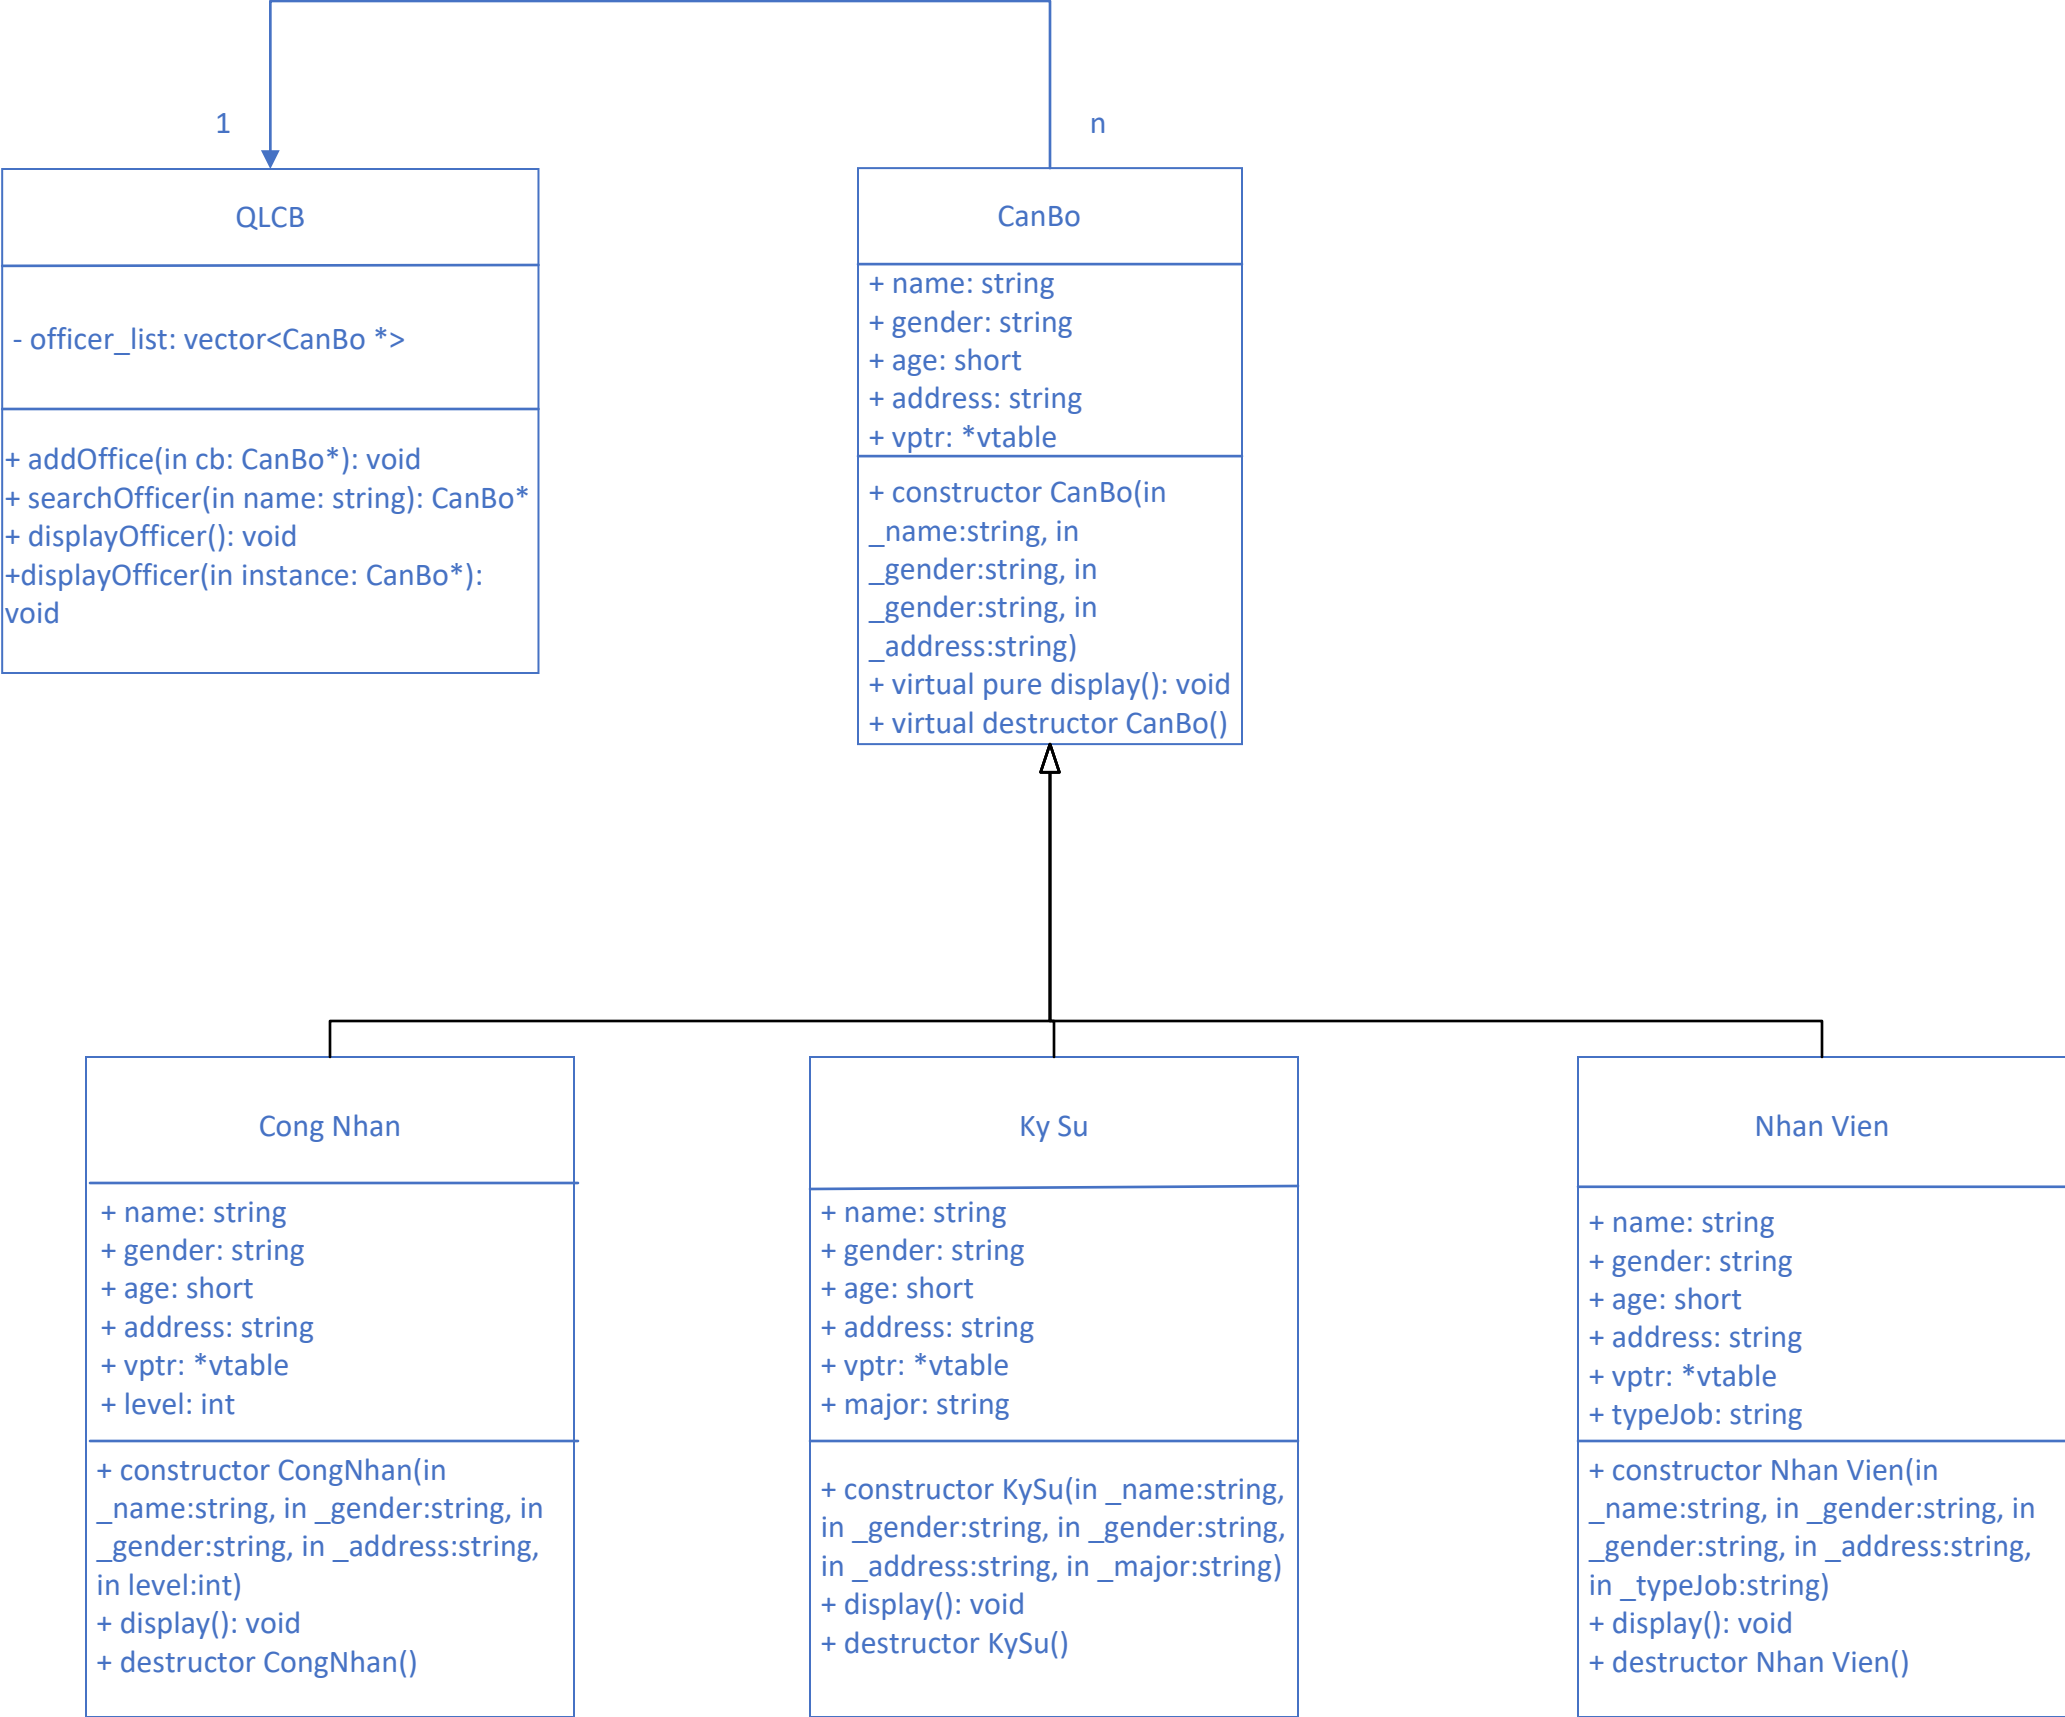 1
n
QLCB
- officer_list: vector<CanBo *>
+ addOffice(in cb: CanBo*): void
+ searchOfficer(in name: string): CanBo*
+ displayOfficer(): void
+displayOfficer(in instance: CanBo*):
void
CanBo
+ name: string
+ gender: string
+ age: short
+ address: string
+ vptr: *vtable
+ constructor CanBo(in
_name:string, in
_gender:string, in
_gender:string, in
_address:string)
+ virtual pure display(): void
+ virtual destructor CanBo()
Cong Nhan
+ name: string
+ gender: string
+ age: short
+ address: string
+ vptr: *vtable
+ level: int
+ constructor CongNhan(in
_name:string, in _gender:string, in
_gender:string, in _address:string,
in level:int)
+ display(): void
+ destructor CongNhan()
Ky Su
+ name: string
+ gender: string
+ age: short
+ address: string
+ vptr: *vtable
+ major: string
+ constructor KySu(in _name:string,
in _gender:string, in _gender:string,
in _address:string, in _major:string)
+ display(): void
+ destructor KySu()
Nhan Vien
+ name: string
+ gender: string
+ age: short
+ address: string
+ vptr: *vtable
+ typeJob: string
+ constructor Nhan Vien(in
_name:string, in _gender:string, in
_gender:string, in _address:string,
in _typeJob:string)
+ display(): void
+ destructor Nhan Vien()